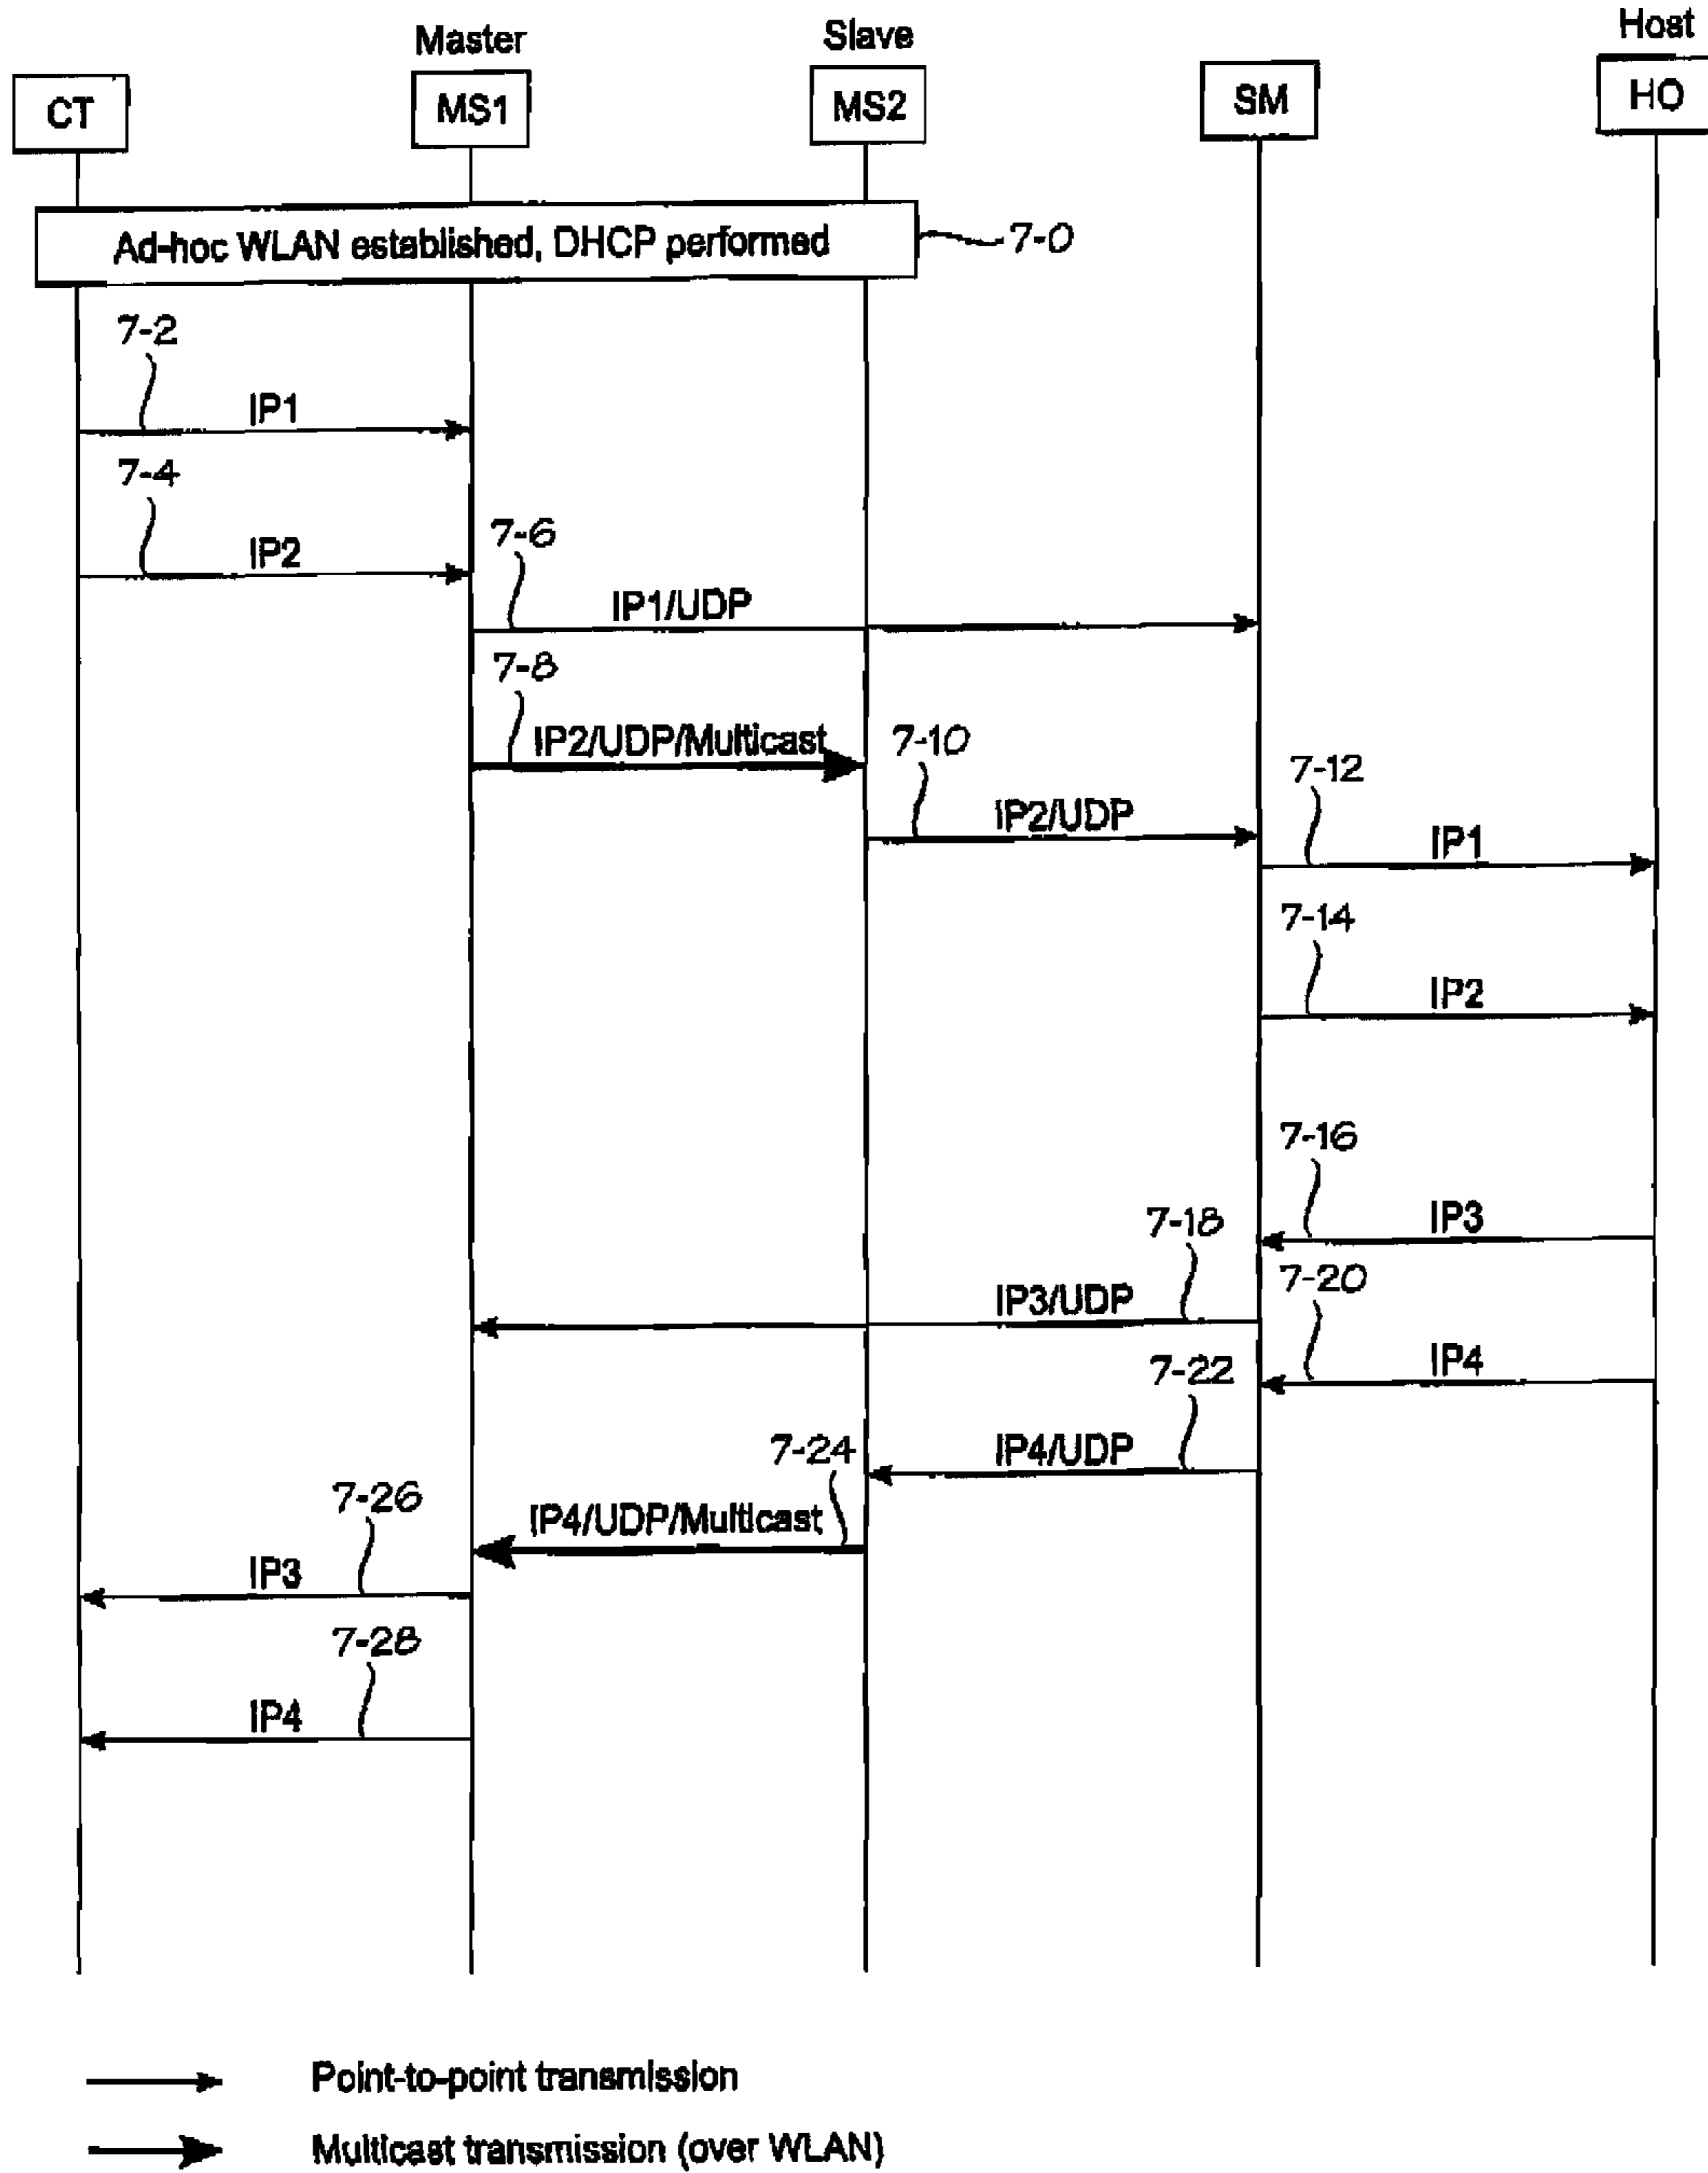 Master
Slave
Host
CT
MS1
MS2
SM
HO
Ad-hoc WLAN established, DHCP performed
7-0
7-2
IP1
7-4
IP2
7-6
IP1/UDP
7-8
IP2/UDP/Multicast
7-10
IP2/UDP
7-12
IP1
7-14
IP2
7-16
IP3
7-18
IP3/UDP
7-20
IP4
7-22
IP4/UDP
7-24
IP4/UDP/Multicast
7-26
IP3
7-28
IP4
Point-to-point transmission
Multicast transmission (over WLAN)